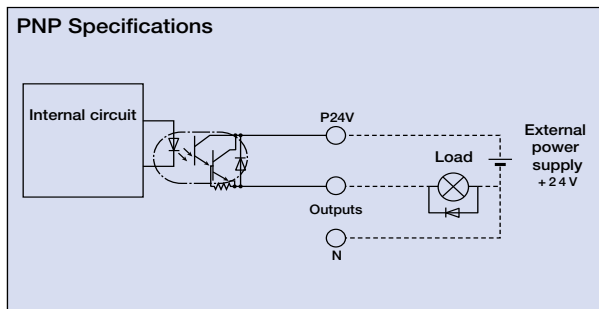 PNP Specifications
Internal circuit
P24V
External
power
supply
+24V
Load
Outputs
N